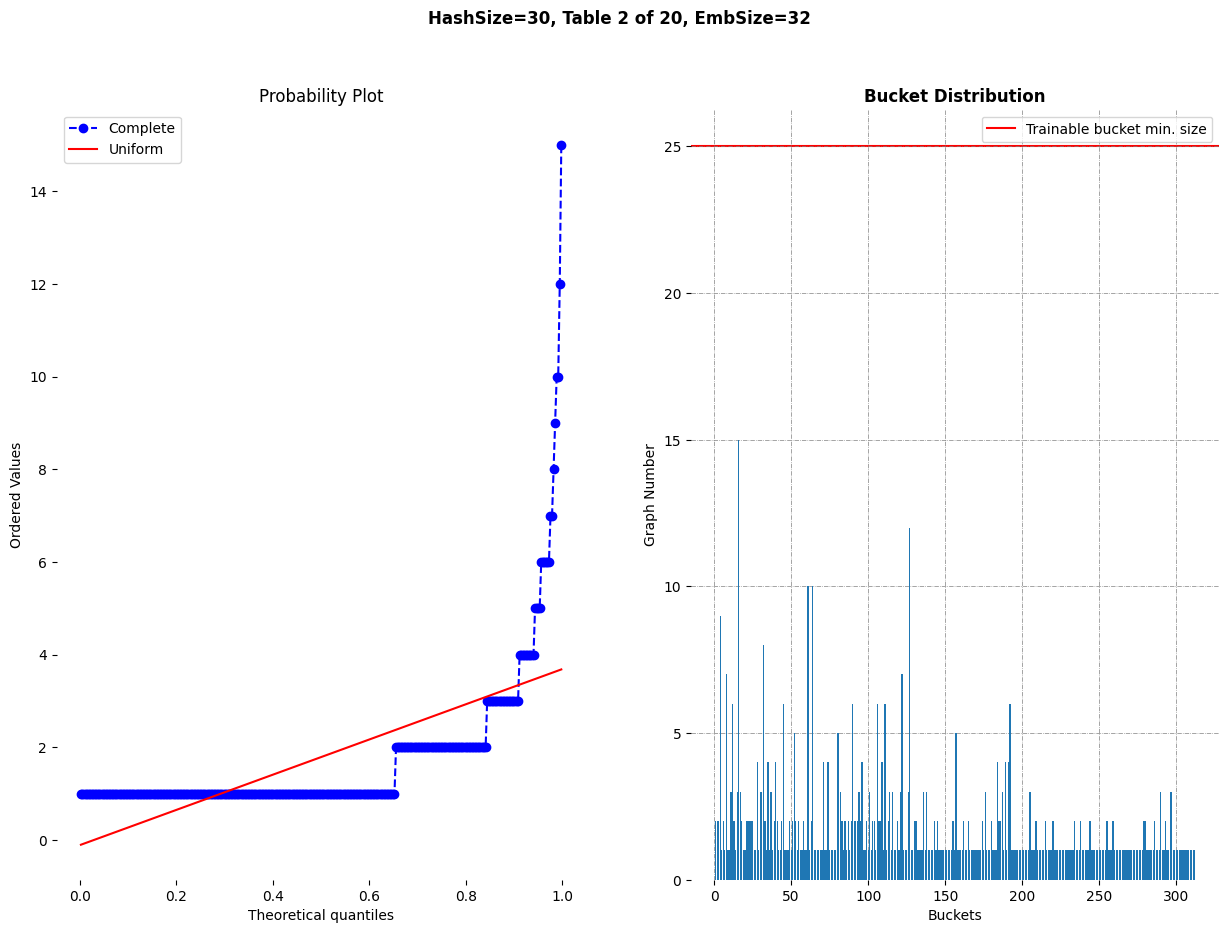 HashSize=30, Table 2 of 20, EmbSize=32
Probability Plot
Complete
Uniform
14
12
10
8
6
4
2
0
Ordered Values
0.0 0.2 0.4 0.6 0.8 1.0
Theoretical quantiles
Bucket Distribution
Trainable bucket min. size
25
20
15
10
5
0
Graph Number
0 50 100 150 200 250 300
Buckets